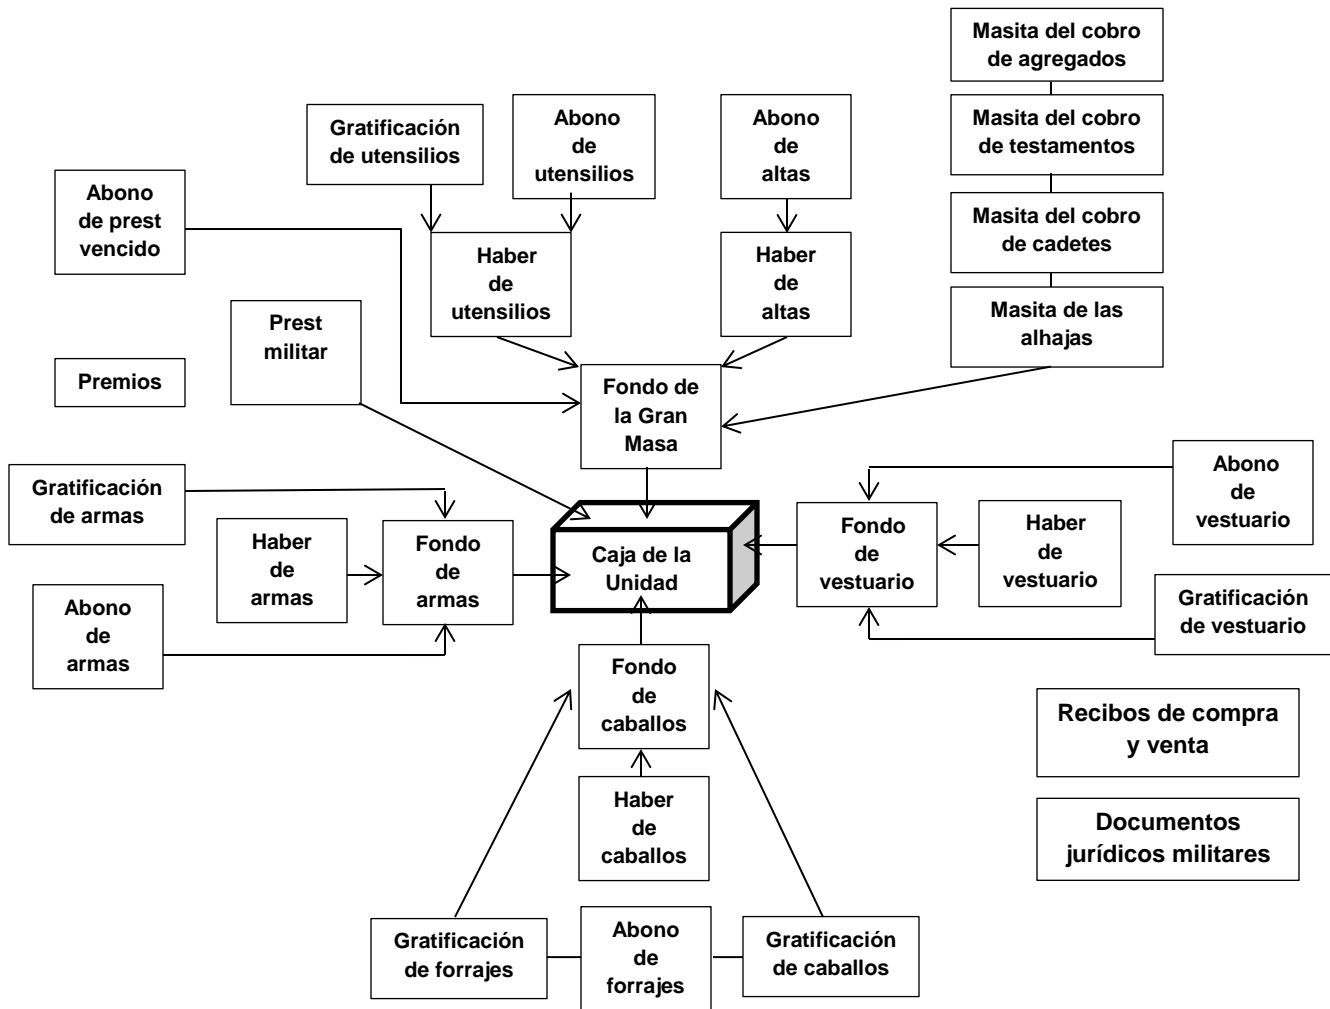 Masita del cobro
de agregados
Gratificación
de utensilios
Abono
de
utensilios
Abono
de
altas
Masita del cobro
de testamentos
Abono
de prest
vencido
Haber
de
utensilios
Haber
de
altas
Masita del cobro
de cadetes
Prest
militar
Masita de las
alhajas
Premios
Fondo de
la Gran
Masa
Gratificación
de armas
Abono
de
vestuario
Haber
de
armas
Fondo
de
armas
Caja de la
Unidad
Fondo
de
vestuario
Haber
de
vestuario
Abono
de
armas
Gratificación
de vestuario
Fondo
de
caballos
Recibos de compra
y venta
Haber
de
caballos
Documentos
jurídicos militares
Gratificación
de forrajes
Abono
de
forrajes
Gratificación
de caballos